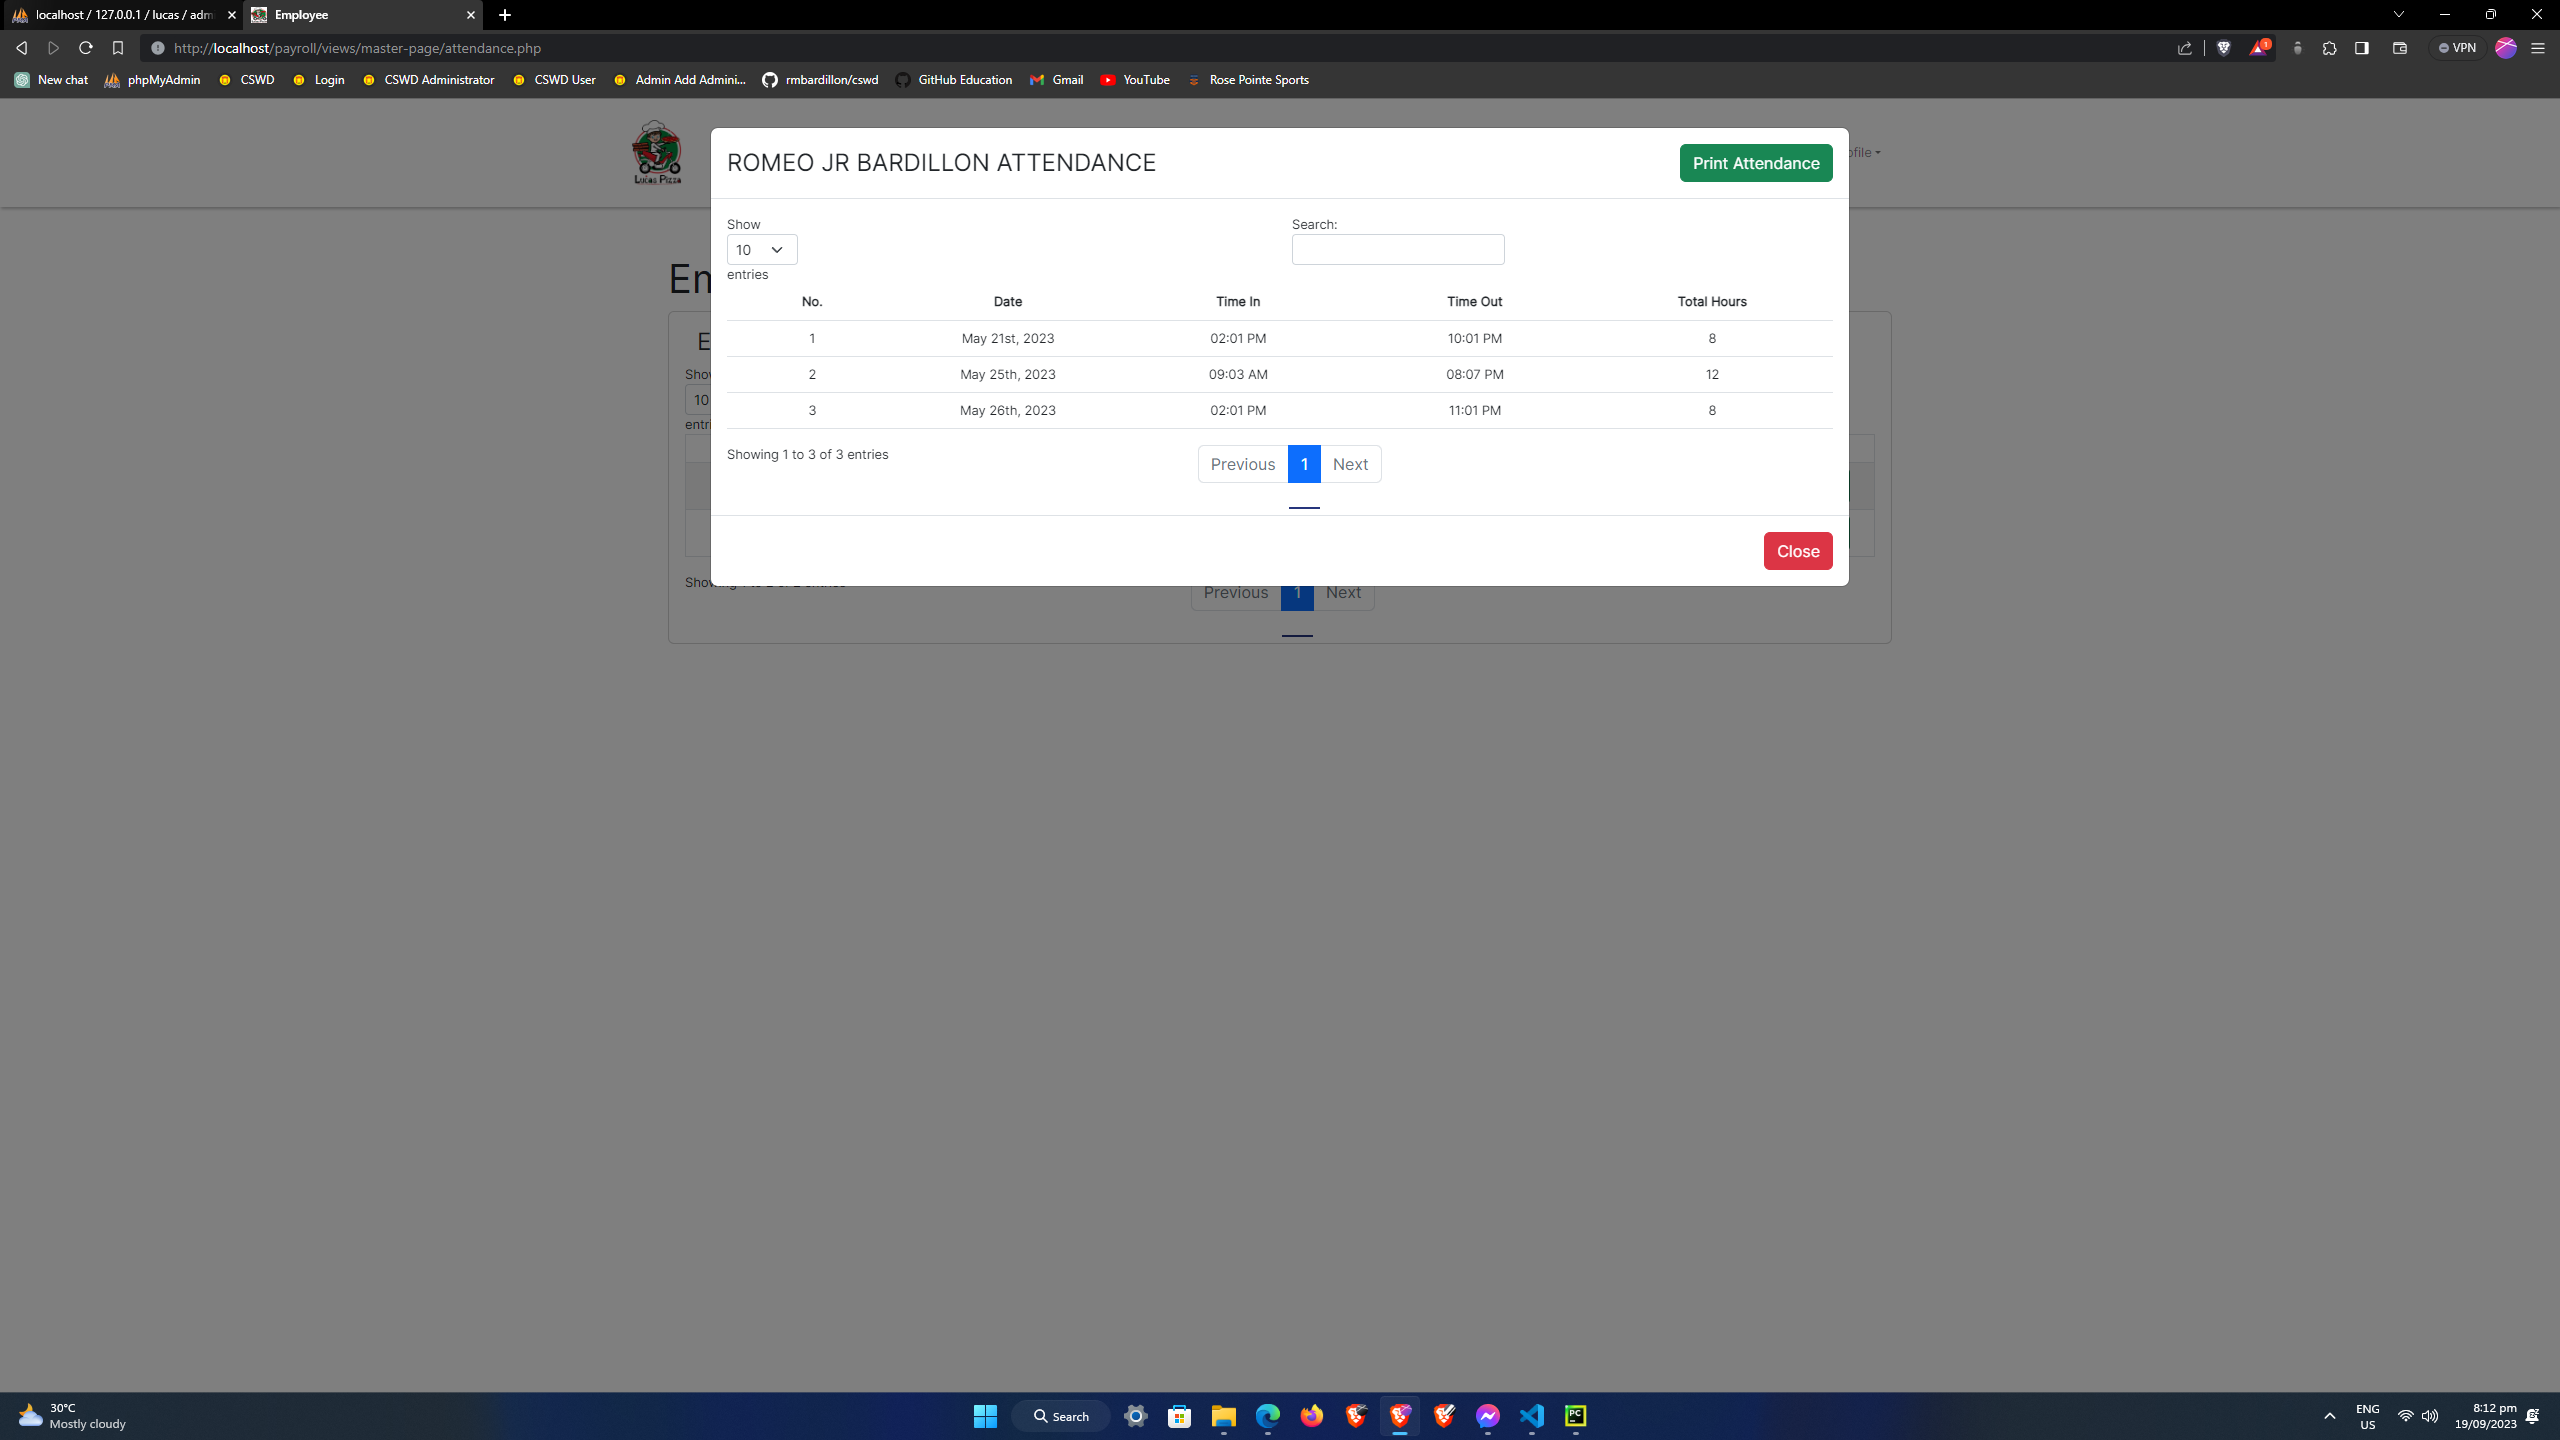 localhost / 127.0.0.1 / lucas / adm
Employee
http://localhost/payroll/views/master-page/attendance.php
1
VPN
New chat
phpMyAdmin
CSWD
Login
CSWD Administrator
CSWD User
Admin Add Admini...
rmbardillon/cswd
GitHub Education
Gmail
YouTube
Rose Pointe Sports
Lucas Pizza
ROMEO JR BARDILLON ATTENDANCE
Print Attendance
ofile
Show
10
entries
Search:
No. Date Time In Time Out Total Hours
1 May 21st, 2023 02:01 PM 10:01 PM 8
2 May 25th, 2023 09:03 AM 08:07 PM 12
3 May 26th, 2023 02:01 PM 11:01 PM 8
Showing 1 to 3 of 3 entries
Previous 1 Next
Close
En
E
Show
10
entri
Previous 1 Next
30°C
Mostly cloudy
Search
PC
ENG
US
8:12 pm
19/09/2023